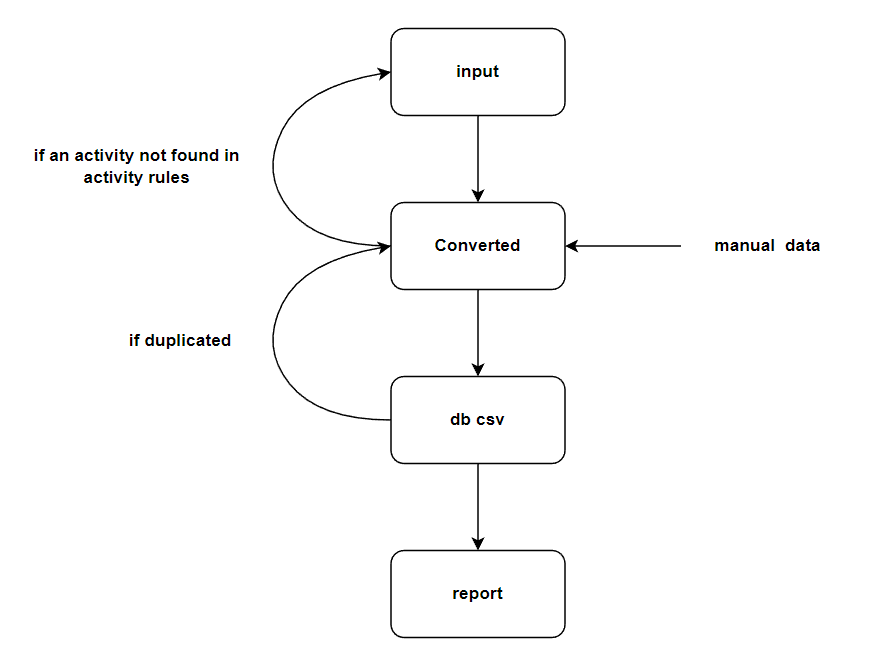 input
if an activity not found in
activity rules
Converted
manual  data
if duplicated
db csv
report